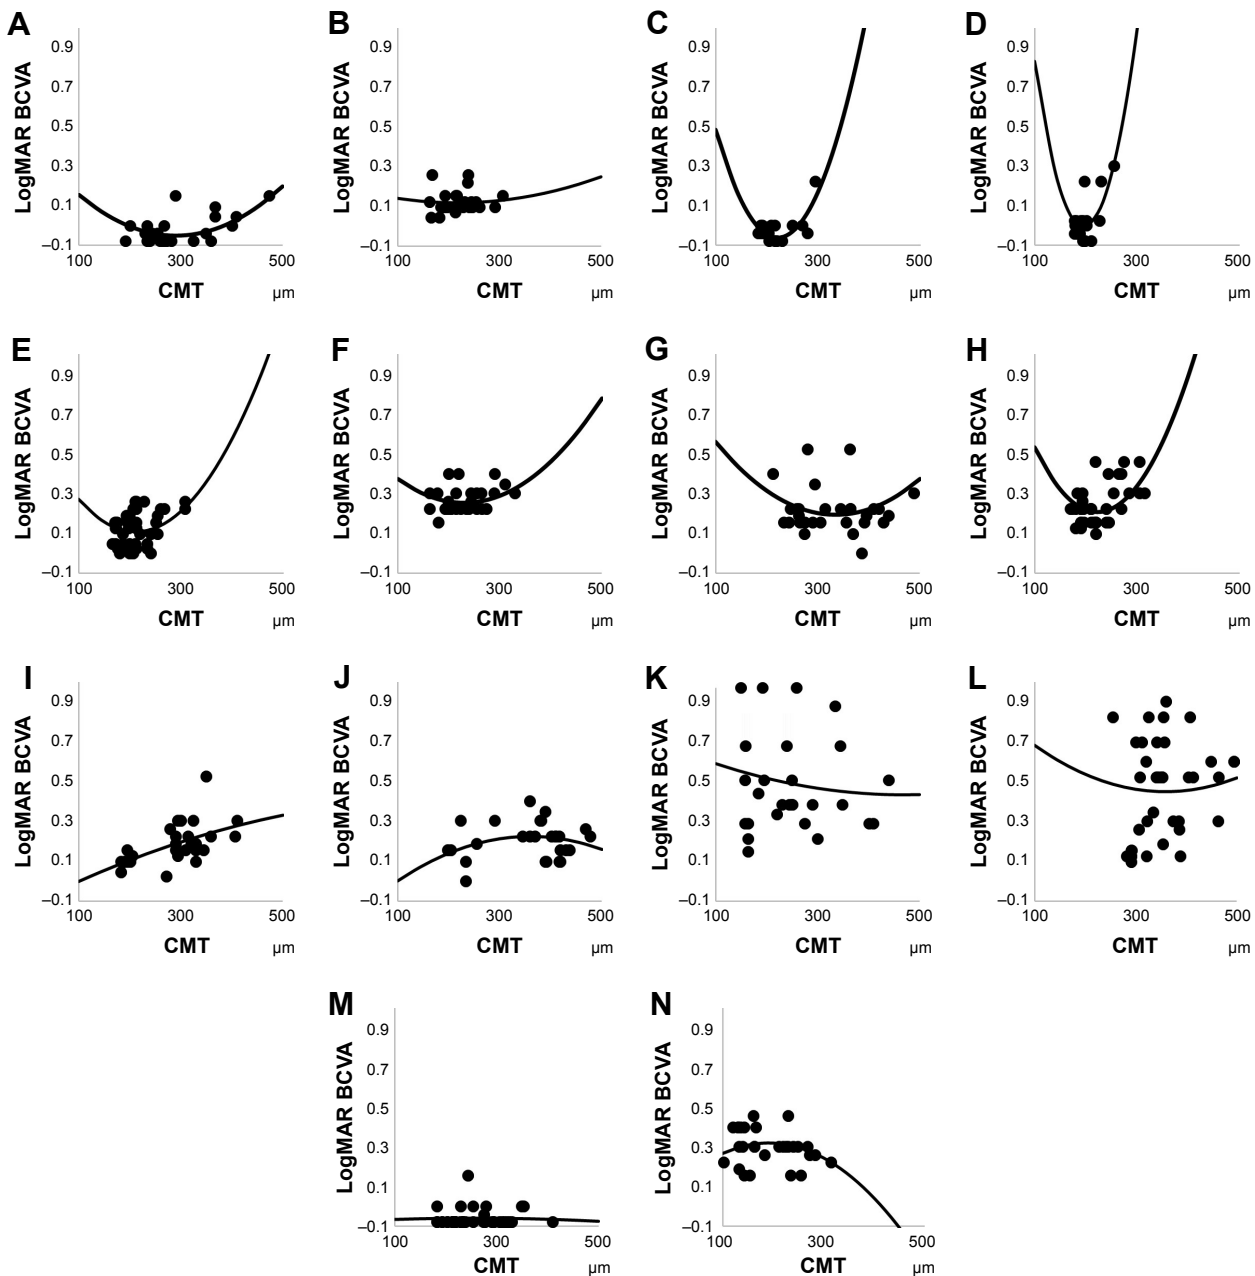 A B C D
0.9 0.9 0.9 0.9
0.7 0.7 0.7 0.7
0.5 0.5 0.5 0.5
0.3 0.3 0.3 0.3
0.1 0.1 0.1 0.1
–0.1 –0.1 –0.1 –0.1
LogMAR BCVA LogMAR BCVA LogMAR BCVA LogMAR BCVA
100 300 500 100 300 500 100 300 500 100 300 500
CMT µm CMT µm CMT µm CMT µm
E F G H
0.9 0.9 0.9 0.9
0.7 0.7 0.7 0.7
0.5 0.5 0.5 0.5
0.3 0.3 0.3 0.3
0.1 0.1 0.1 0.1
–0.1 –0.1 –0.1 –0.1
LogMAR BCVA LogMAR BCVA LogMAR BCVA LogMAR BCVA
100 300 500 100 300 500 100 300 500 100 300 500
CMT µm CMT µm CMT µm CMT µm
I J K L
0.9 0.9 0.9 0.9
0.7 0.7 0.7 0.7
0.5 0.5 0.5 0.5
0.3 0.3 0.3 0.3
0.1 0.1 0.1 0.1
–0.1 –0.1 –0.1 –0.1
LogMAR BCVA LogMAR BCVA LogMAR BCVA LogMAR BCVA
100 300 500 100 300 500 100 300 500 100 300 500
CMT µm CMT µm CMT µm CMT µm
M N
0.9 0.9
0.7 0.7
0.5 0.5
0.3 0.3
0.1 0.1
–0.1 –0.1
LogMAR BCVA LogMAR BCVA
100 300 500 100 300 500
CMT µm CMT µm